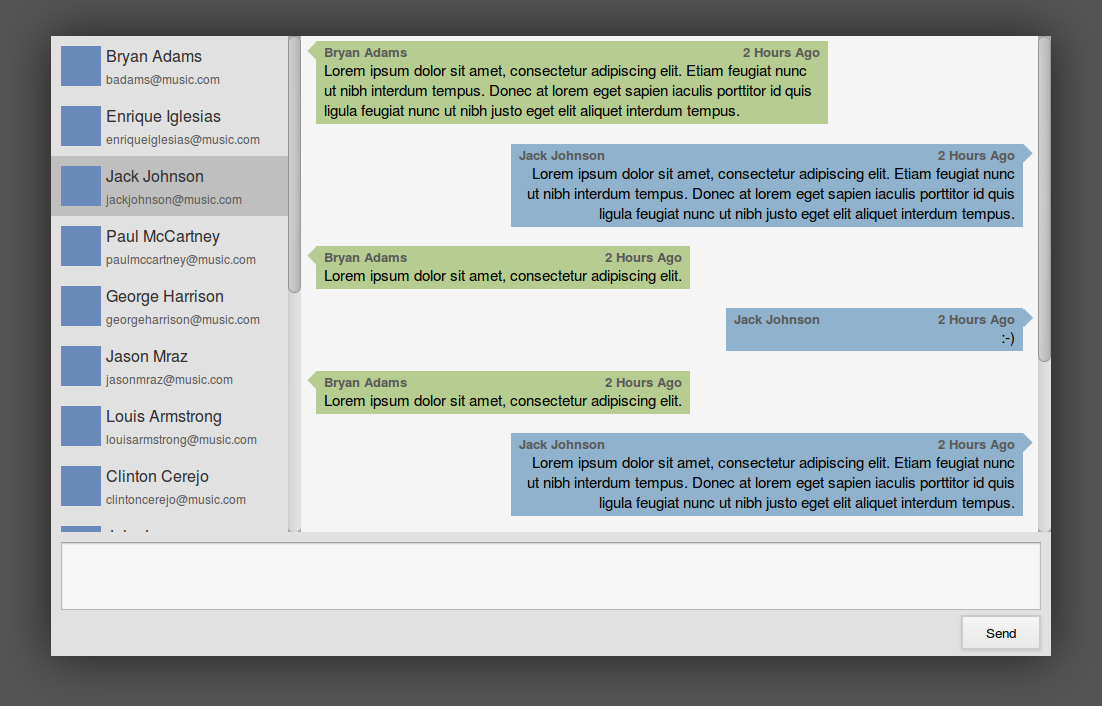 Bryan Adams
badams@music.com
Enrique Iglesias
enriqueiglesias@music.com
Jack Johnson
jackjohnson@music.com
Paul McCartney
paulmccartney@music.com
George Harrison
georgeharrison@music.com
Jason Mraz
jasonmraz@music.com
Louis Armstrong
louisarmstrong@music.com
Clinton Cerejo
clintoncerejo@music.com
Bryan Adams 2 Hours Ago
Lorem ipsum dolor sit amet, consectetur adipiscing elit. Etiam feugiat nunc
ut nibh interdum tempus. Donec at lorem eget sapien iaculis porttitor id quis
ligula feugiat nunc ut nibh justo eget elit aliquet interdum tempus.
Jack Johnson 2 Hours Ago
Lorem ipsum dolor sit amet, consectetur adipiscing elit. Etiam feugiat nunc
ut nibh interdum tempus. Donec at lorem eget sapien iaculis porttitor id quis
ligula feugiat nunc ut nibh justo eget elit aliquet interdum tempus.
Bryan Adams 2 Hours Ago
Lorem ipsum dolor sit amet, consectetur adipiscing elit.
Jack Johnson 2 Hours Ago
:-)
Bryan Adams 2 Hours Ago
Lorem ipsum dolor sit amet, consectetur adipiscing elit.
Jack Johnson 2 Hours Ago
Lorem ipsum dolor sit amet, consectetur adipiscing elit. Etiam feugiat nunc
ut nibh interdum tempus. Donec at lorem eget sapien iaculis porttitor id quis
ligula feugiat nunc ut nibh justo eget elit aliquet interdum tempus.
Send